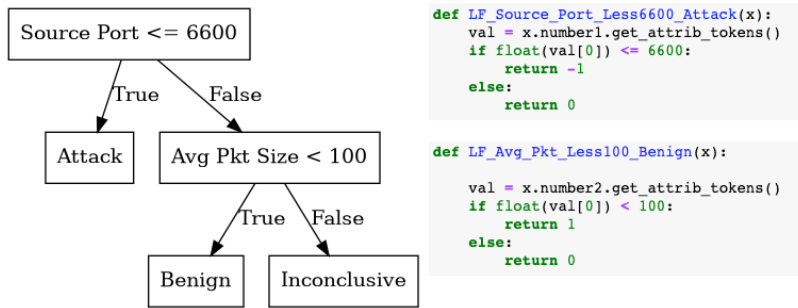 Source Port <= 6600
True
False
Attack
Avg Pkt Size < 100
True
False
Benign
Inconclusive
def LF_Source_Port_Less6600_Attack(x):
    val = x.number1.get_attrib_tokens()
    if float(val[0]) <= 6600:
        return -1
    else:
        return 0
def LF_Avg_Pkt_Less100_Benign(x):
    val = x.number2.get_attrib_tokens()
    if float(val[0]) < 100:
        return 1
    else:
        return 0